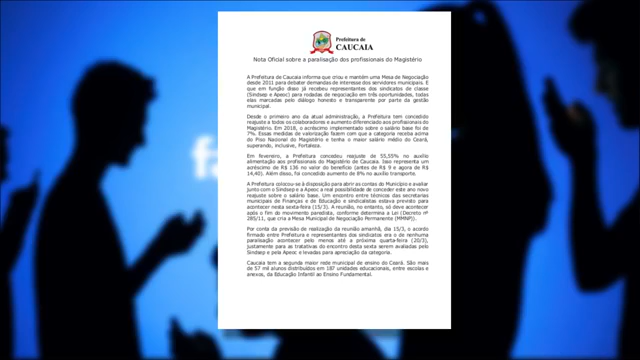 Prefeitura de
CAUCAIA
Nota Oficial sobre a paralisação dos profissionais do Magistério
A Prefeitura de Caucaia informa que criou e mantém uma Mesa de Negociação
desde 2011 para debater demandas de interesse dos servidores municipais. E
que em função disso já recebeu representantes dos sindicatos de classe
(Sindsep e Apesc) para rodadas de negociação em três oportunidades, todas
elas marcadas pelo diálogo honesto e transparente por parte da gestão
municipal.
Desde o primeiro ano da atual administração, a Prefeitura tem concedido
reajuste a todos os colaboradores e aumento diferenciado aos profissionais do
Magistério. Em 2018, o acréscimo implementado sobre o salário base foi de
7%. Essas medidas de valorização fazem com que a categoria receba acima
do Piso Nacional do Magistério e tenha o maior salário médio do Ceará,
superando, inclusive, Fortaleza.
Em fevereiro, a Prefeitura concedeu reajuste de 55,55% no auxílio
alimentação aos profissionais do Magistério de Caucaia. Isso representa um
acréscimo de R$ 136 no valor do benefício (antes de R$ 9 e agora de R$
14,40). Além disso, foi concedido aumento de 8% no auxílio transporte.
A Prefeitura colocou-se à disposição para abrir as contas do Município e avaliar
junto com o Sindsep e a Apesc a real possibilidade de conceder este ano novo
reajuste sobre o salário base. Um encontro entre técnicos das secretarias
municipais de Finanças e de Educação e sindicalistas estava previsto para
acontecer nesta sexta-feira (15/3). A reunião, no entanto, só deve acontecer
após o fim do movimento paredista, conforme determina a Lei (Decreto nº
285/11, que cria a Mesa Municipal de Negociação Permanente (MMNP)).
Por conta da previsão de realização da reunião amanhã, dia 15/3, o acordo
firmado entre Prefeitura e representantes dos sindicatos era o de nenhuma
paralisação acontecer pelo menos até a próxima quarta-feira (20/3),
justamente para as tratativas do encontro desta sexta serem avaliadas pelo
Sindsep e pela Apesc e levadas para apreciação da categoria.
Caucaia tem a segunda maior rede municipal de ensino do Ceará. São mais
de 57 mil alunos distribuídos em 187 unidades educacionais, entre escolas e
anexos, da Educação Infantil ao Ensino Fundamental.